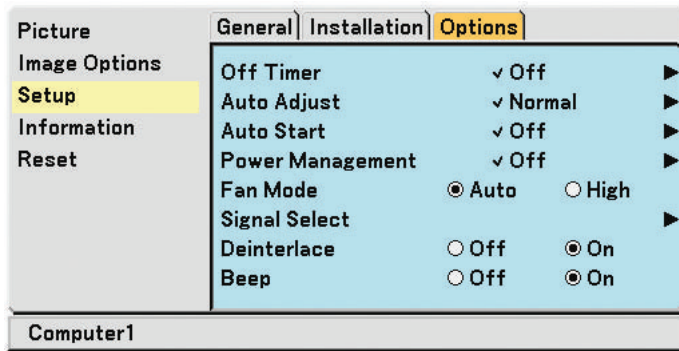 Picture
Image Options
Setup
Information
Reset
General Installation Options
Off Timer ✓ Off ▶
Auto Adjust ✓ Normal ▶
Auto Start ✓ Off ▶
Power Management ✓ Off ▶
Fan Mode ◉ Auto ○ High
Signal Select ▶
Deinterlace ○ Off ◉ On
Beep ○ Off ◉ On
Computer1